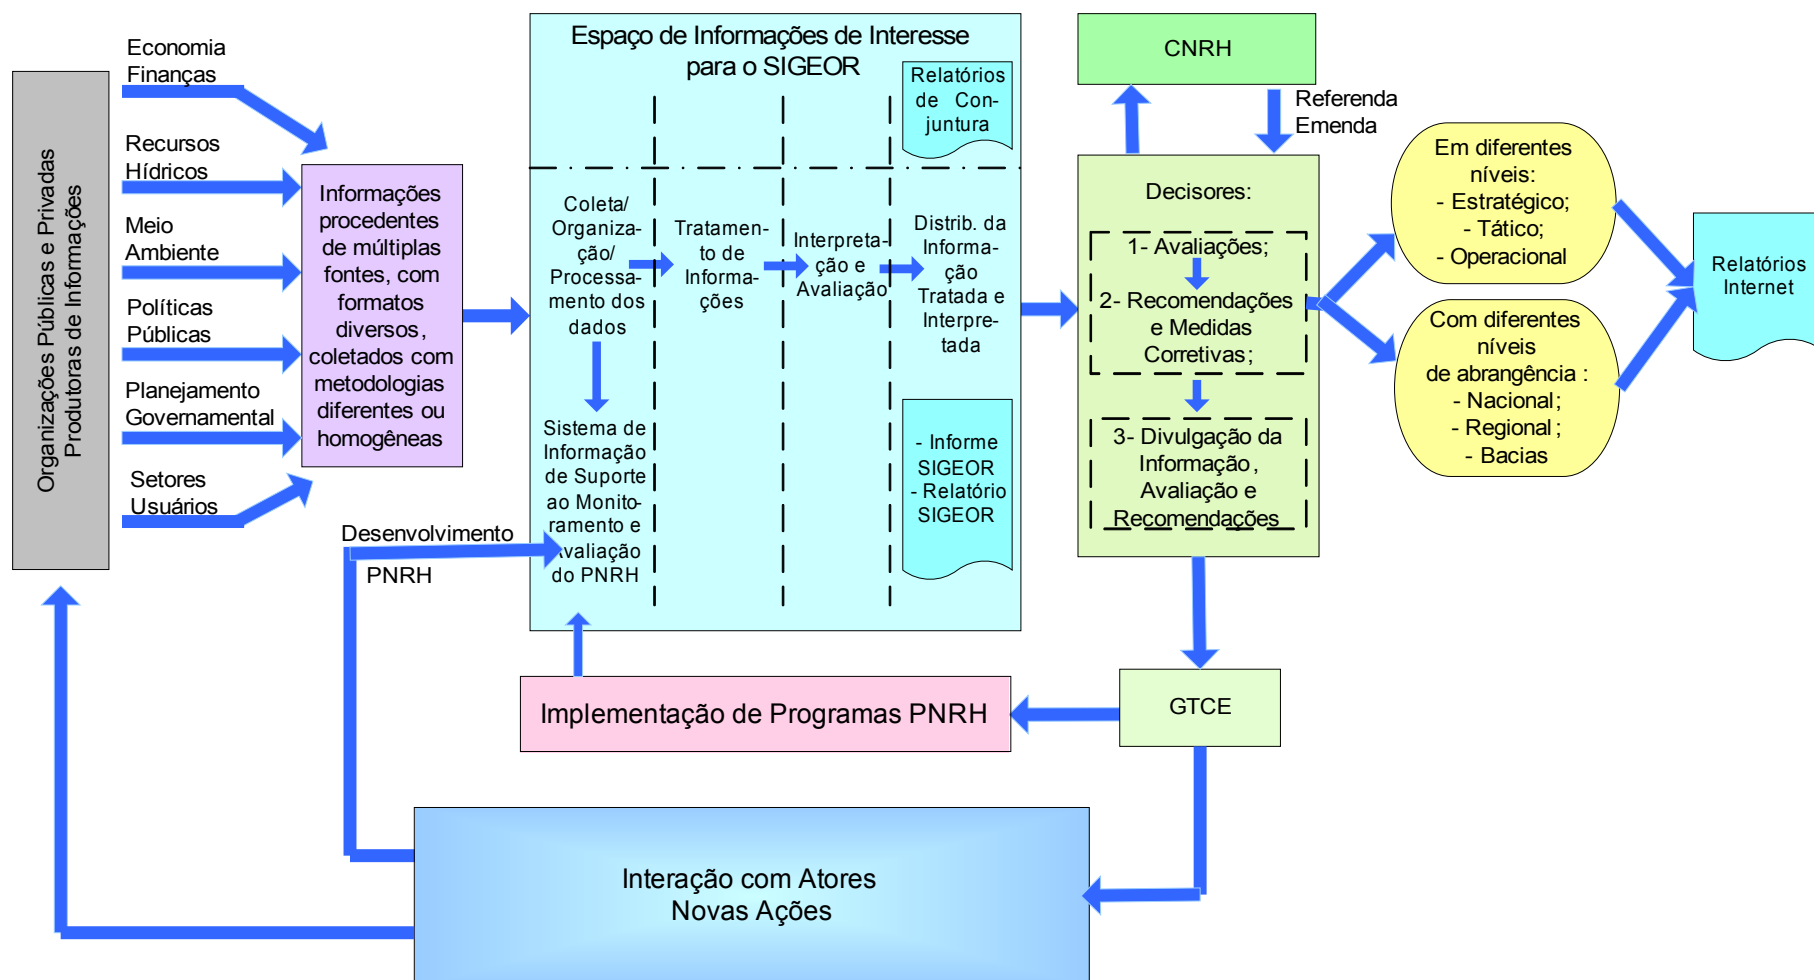 Organizações Públicas e Privadas
Produtoras de Informações
Economia
Finanças
Recursos
Hídricos
Meio
Ambiente
Políticas
Públicas
Planejamento
Governamental
Setores
Usuários
Informações
procedentes
de múltiplas
fontes, com
formatos
diversos,
coletados com
metodologias
diferentes ou
homogêneas
Espaço de Informações de Interesse
para o SIGEOR
Relatórios
de Con-
juntura
Coleta/
Organiza-
ção/
Processa-
mento dos
dados
Tratamen-
to de
Informa-
ções
Interpreta-
ção e
Avaliação
Distrib. da
Informa-
ção
Tratada e
Interpre-
tada
Sistema de
Informação
de Suporte
ao Monito-
ramento e
Avaliação
do PNRH
- Informe
SIGEOR
- Relatório
SIGEOR
Desenvolvimento
PNRH
CNRH
Referenda
Emenda
Decisores:
1- Avaliações;
2- Recomendações
e Medidas
Corretivas;
3- Divulgação da
Informação,
Avaliação e
Recomendações
Em diferentes
níveis:
- Estratégico;
- Tático;
- Operacional
Com diferentes
níveis
de abrangência :
- Nacional;
- Regional;
- Bacias
Relatórios
Internet
Implementação de Programas PNRH
GTCE
Interação com Atores
Novas Ações